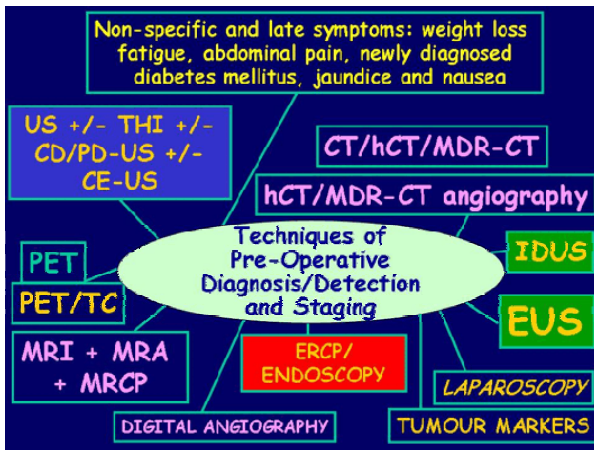 Non-specific and late symptoms: weight loss
fatigue, abdominal pain, newly diagnosed
diabetes mellitus, jaundice and nausea
US +/- THI +/-
CD/PD-US +/-
CE-US
CT/hCT/MDR-CT
hCT/MDR-CT angiography
Techniques of
Pre-Operative
Diagnosis/Detection
and Staging
IDUS
PET
PET/TC
EUS
MRI + MRA
+ MRCP
ERCP/
ENDOSCOPY
LAPAROSCOPY
DIGITAL ANGIOGRAPHY
TUMOUR MARKERS